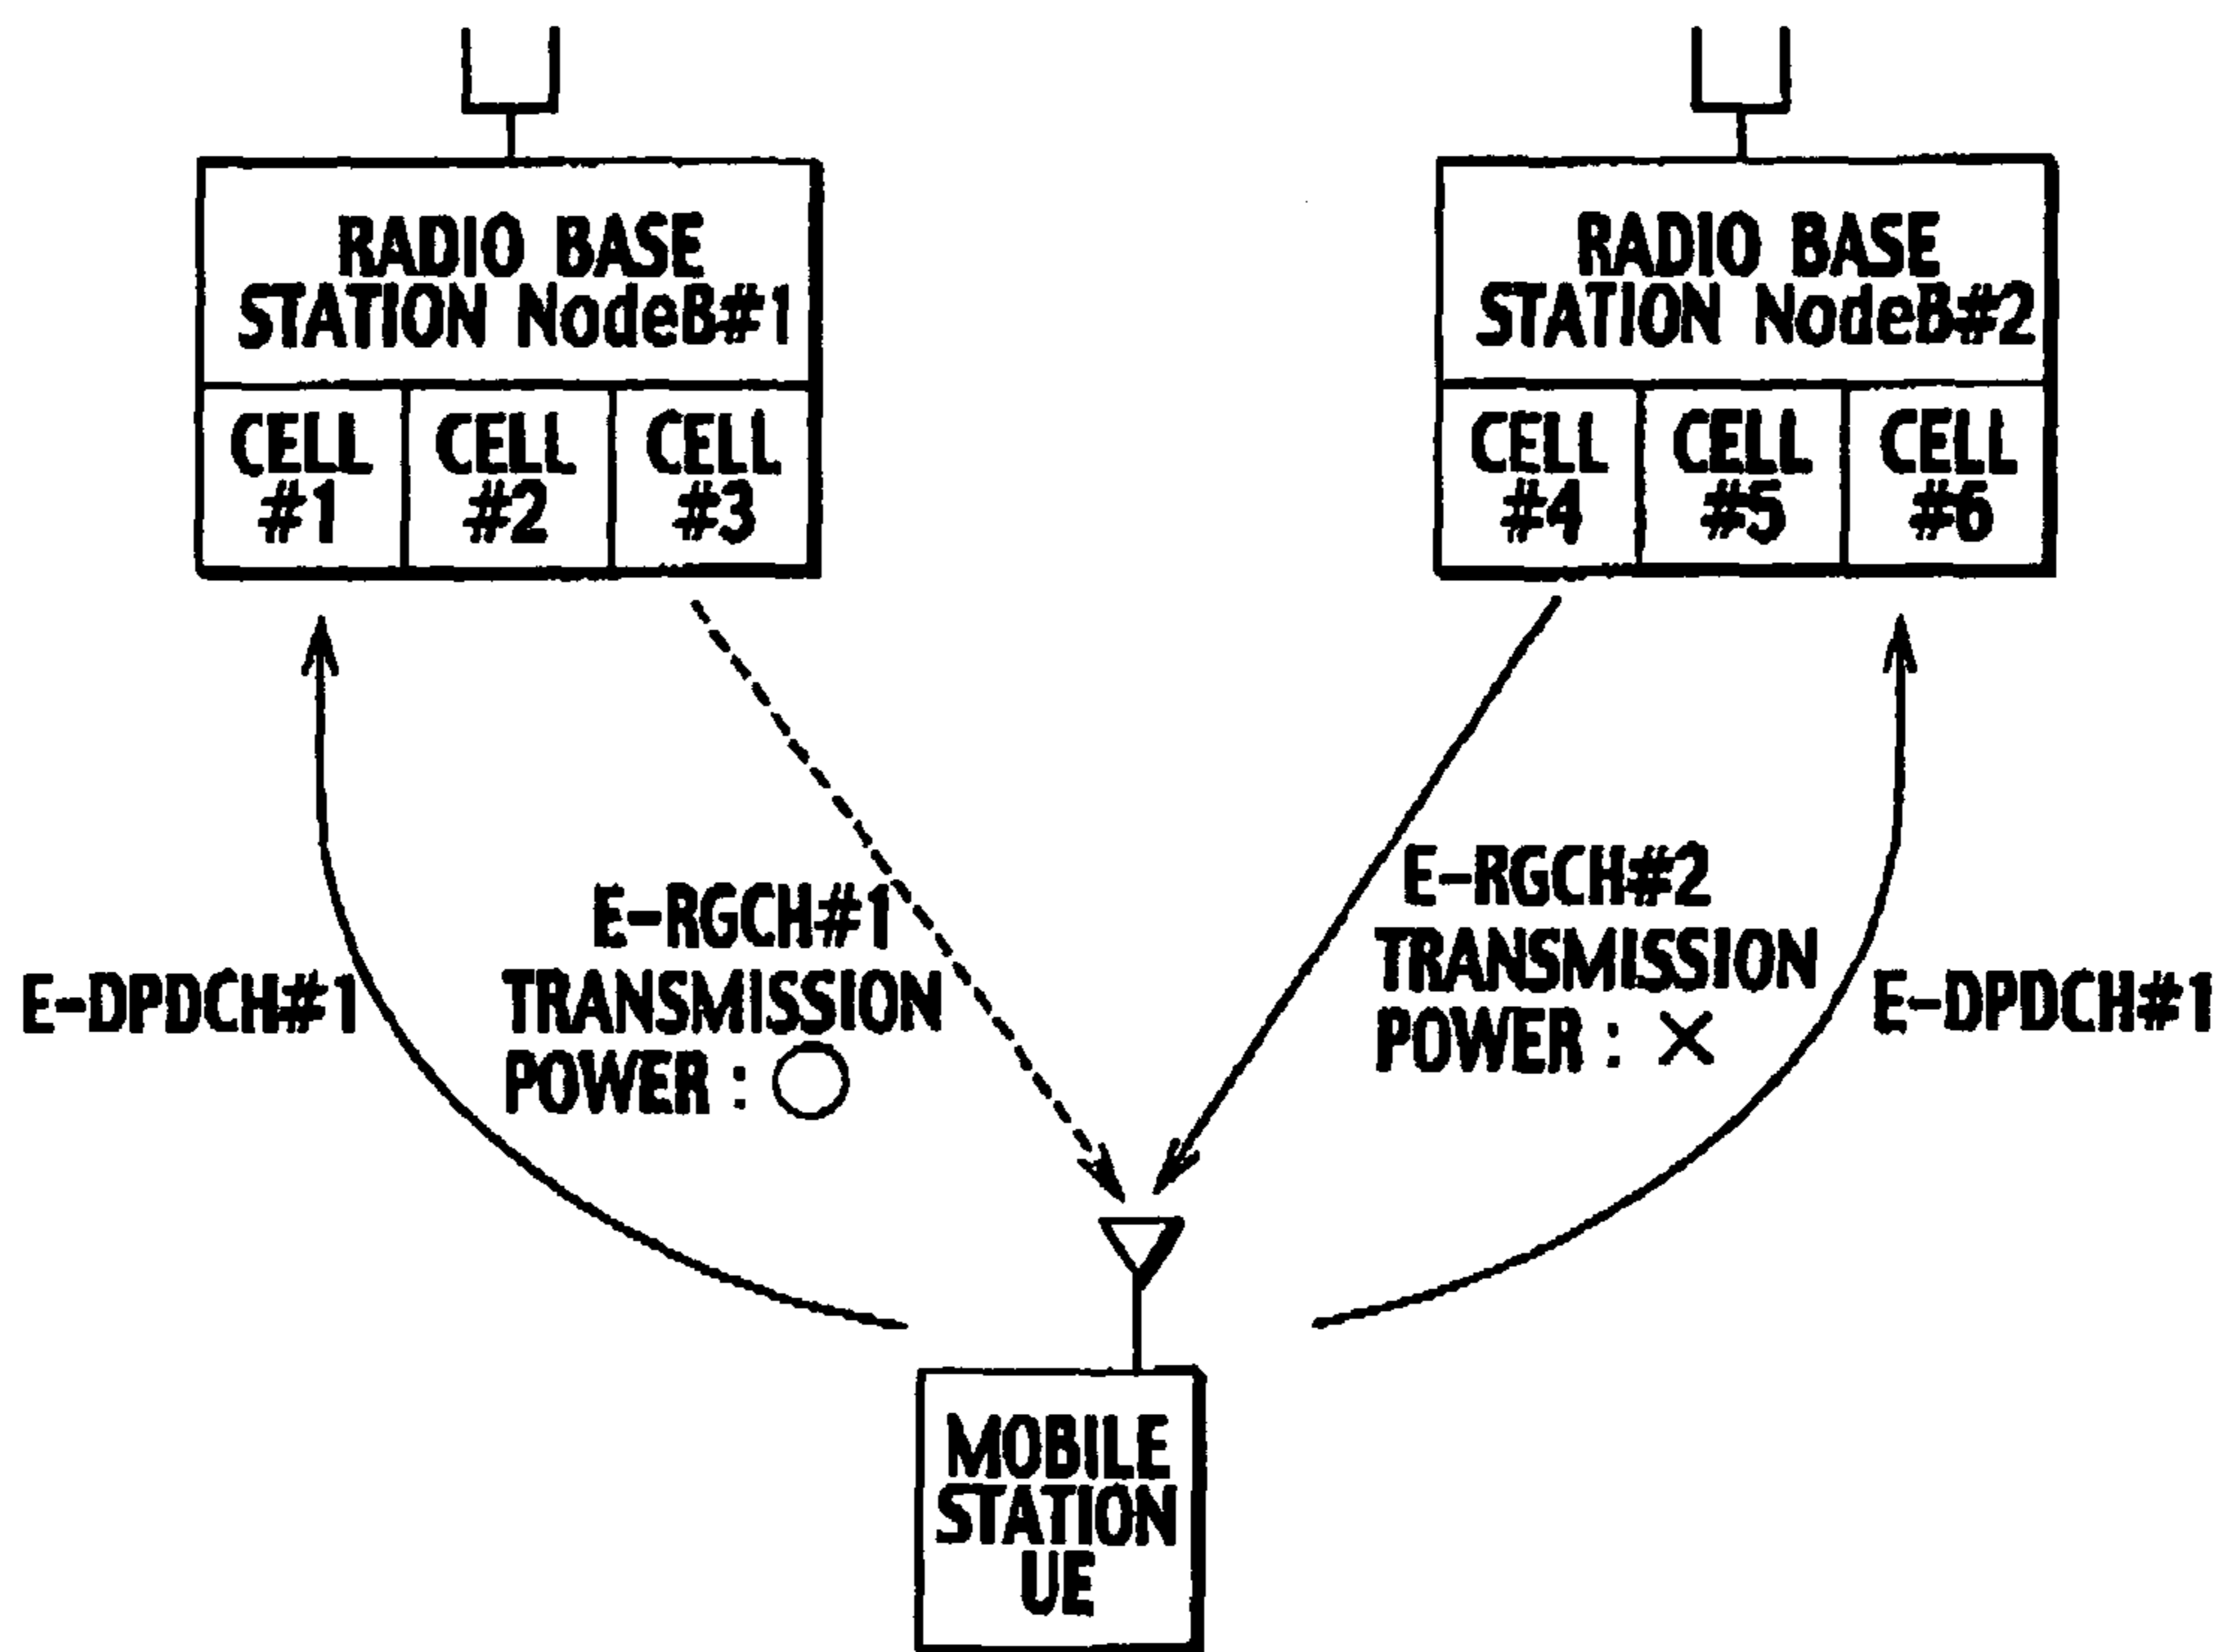 RADIO BASE
STATION NodeB#1
CELL
#1
CELL
#2
CELL
#3
RADIO BASE
STATION NodeB#2
CELL
#4
CELL
#5
CELL
#6
E-DPDCH#1
E-RGCH#1
TRANSMISSION
POWER : ○
E-RGCH#2
TRANSMISSION
POWER : ×
E-DPDCH#1
MOBILE
STATION
UE